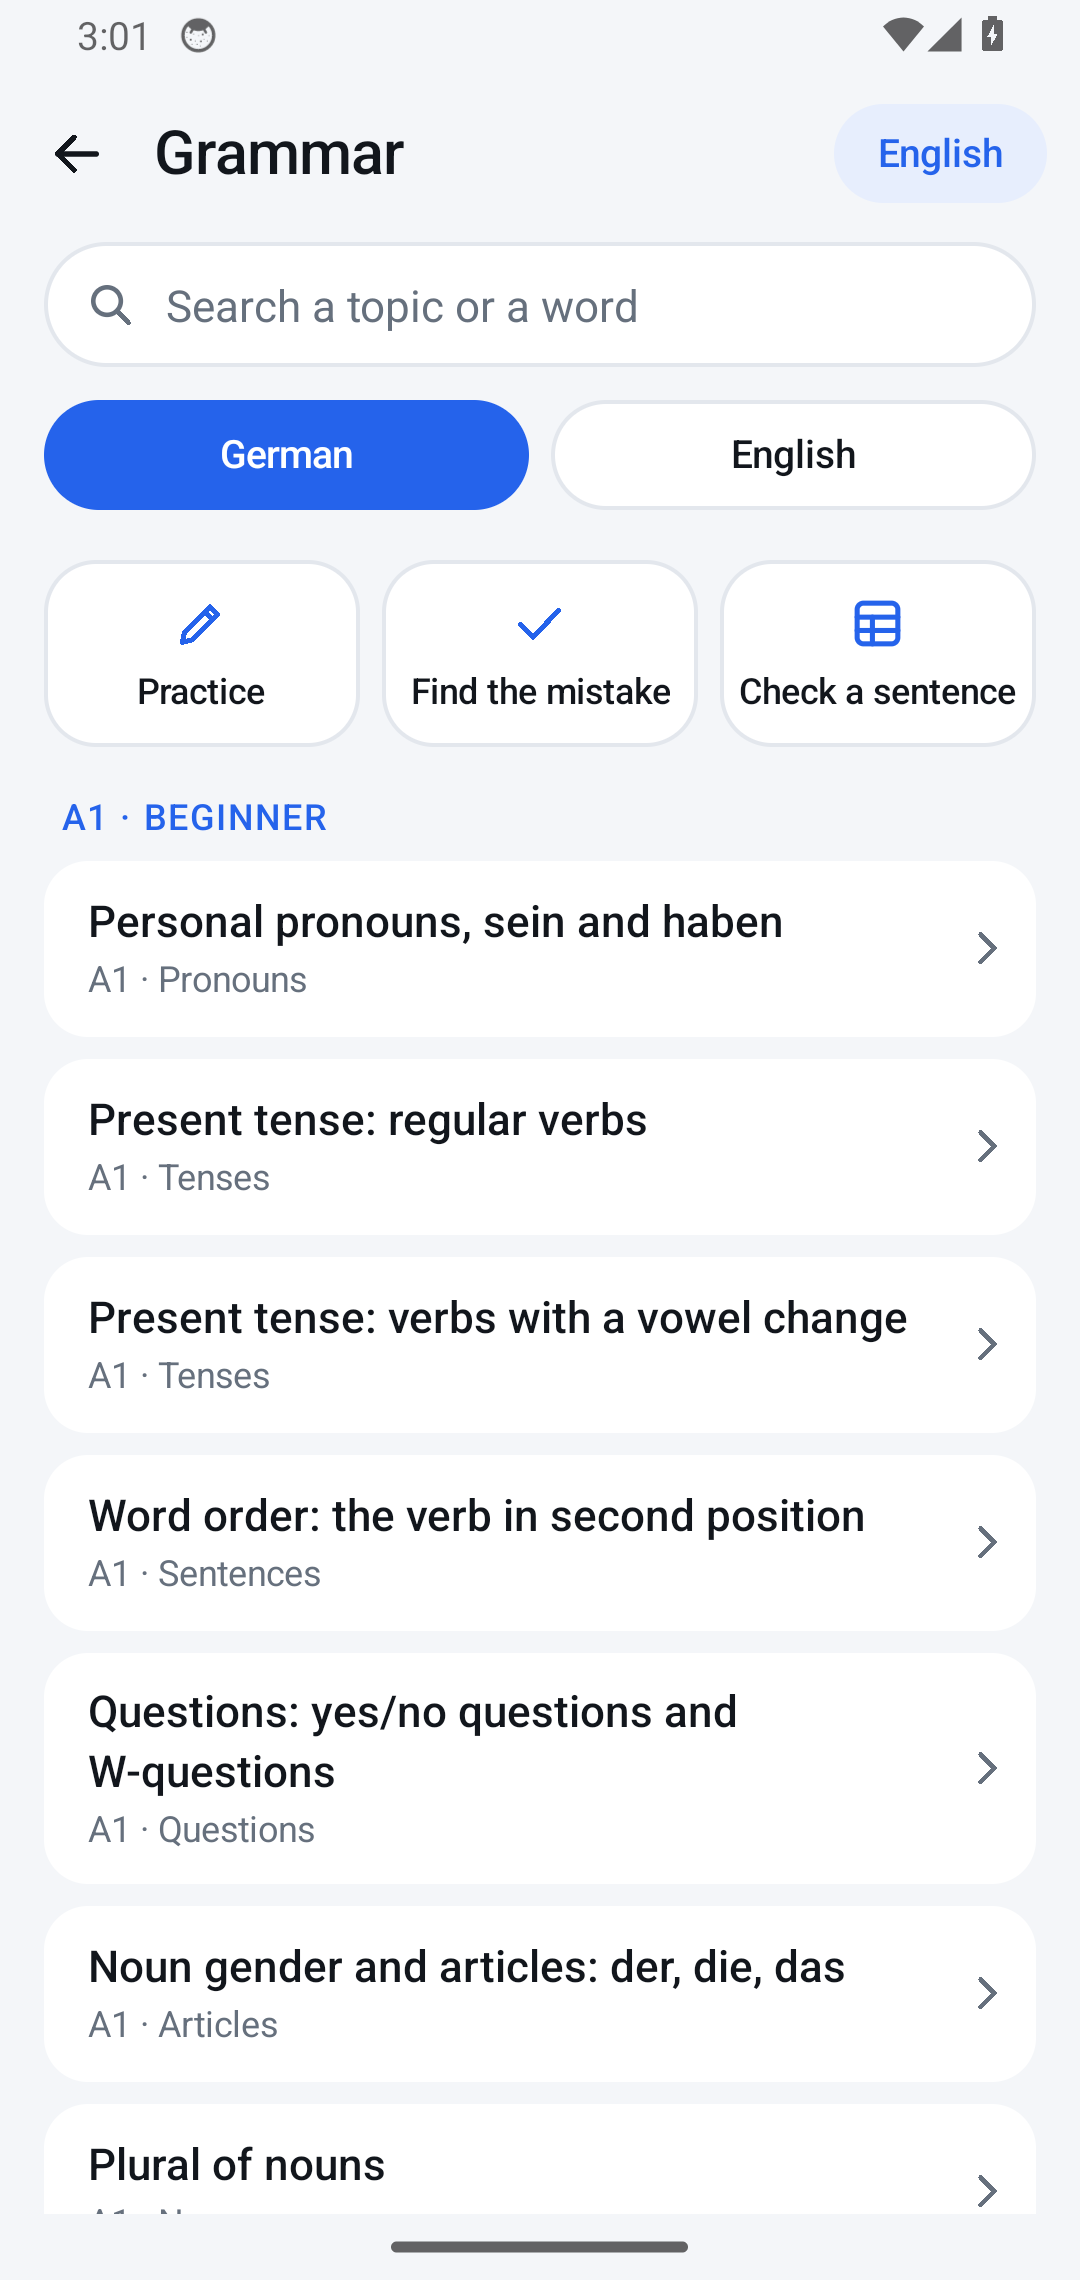 3:01
Grammar
English
Search a topic or a word
German
English
Practice
Find the mistake
Check a sentence
A1 · BEGINNER
Personal pronouns, sein and haben
A1 · Pronouns
Present tense: regular verbs
A1 · Tenses
Present tense: verbs with a vowel change
A1 · Tenses
Word order: the verb in second position
A1 · Sentences
Questions: yes/no questions and
W-questions
A1 · Questions
Noun gender and articles: der, die, das
A1 · Articles
Plural of nouns